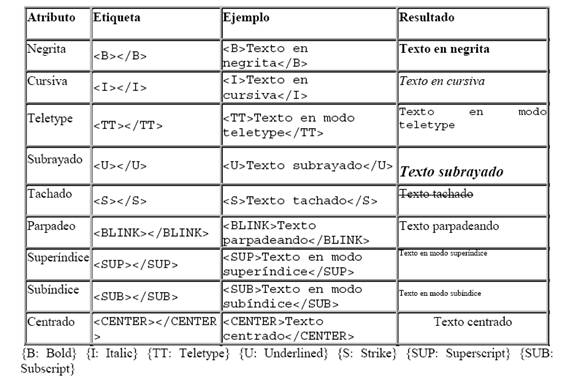 Atributo Etiqueta Ejemplo Resultado
Negrita <B></B> <B>Texto en negrita</B> Texto en negrita
Cursiva <I></I> <I>Texto en cursiva</I> Texto en cursiva
Teletype <TT></TT> <TT>Texto en modo teletype</TT> Texto en modo teletype
Subrayado <U></U> <U>Texto subrayado</U> Texto subrayado
Tachado <S></S> <S>Texto tachado</S> Texto tachado
Parpadeo <BLINK></BLINK> <BLINK>Texto parpadeando</BLINK> Texto parpadeando
Superíndice <SUP></SUP> <SUP>Texto en modo superíndice</SUP> Texto en modo superíndice
Subíndice <SUB></SUB> <SUB>Texto en modo subíndice</SUB> Texto en modo subíndice
Centrado <CENTER></CENTER> <CENTER>Texto centrado</CENTER> Texto centrado
{B: Bold} {I: Italic} {TT: Teletype} {U: Underlined} {S: Strike} {SUP: Superscript} {SUB:
Subscript}